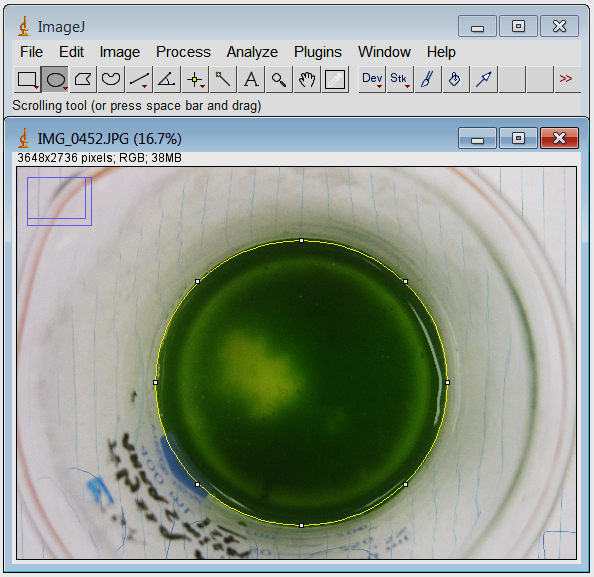 ImageJ
File Edit Image Process Analyze Plugins Window Help
A Dev Stk >>
Scrolling tool (or press space bar and drag)
IMG_0452.JPG (16.7%)
3648x2736 pixels; RGB; 38MB